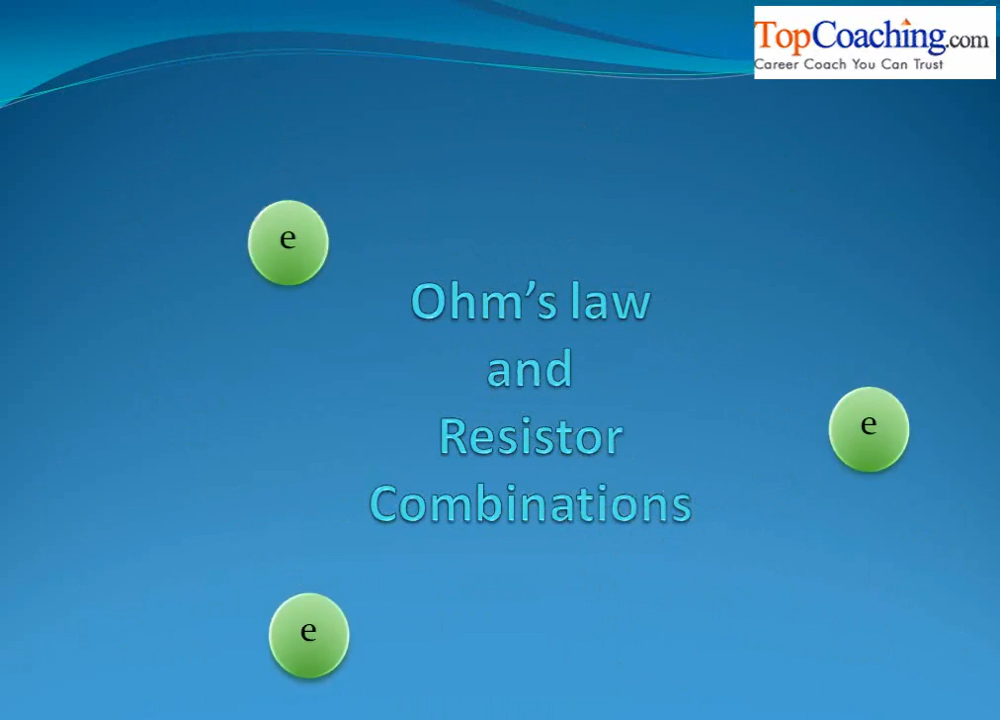 TopCoaching.com
Career Coach You Can Trust
e
Ohm’s law
and
Resistor
e
Combinations
e